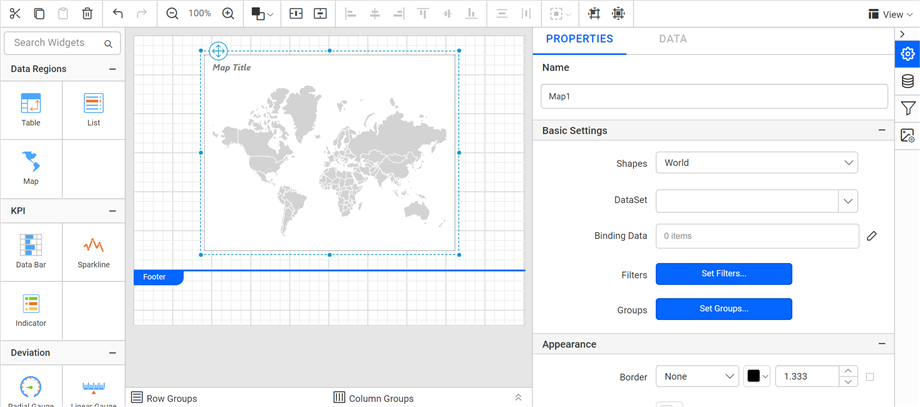 100%
View
Search Widgets
Data Regions
Table
List
Map
KPI
Data Bar
Sparkline
Indicator
Deviation
Radial Gauge
Linear Gauge
Map Title
Footer
Row Groups
Column Groups
PROPERTIES
DATA
Name
Map1
Basic Settings
Shapes
World
DataSet
Binding Data
0 items
Filters
Set Filters...
Groups
Set Groups...
Appearance
Border
None
1.333